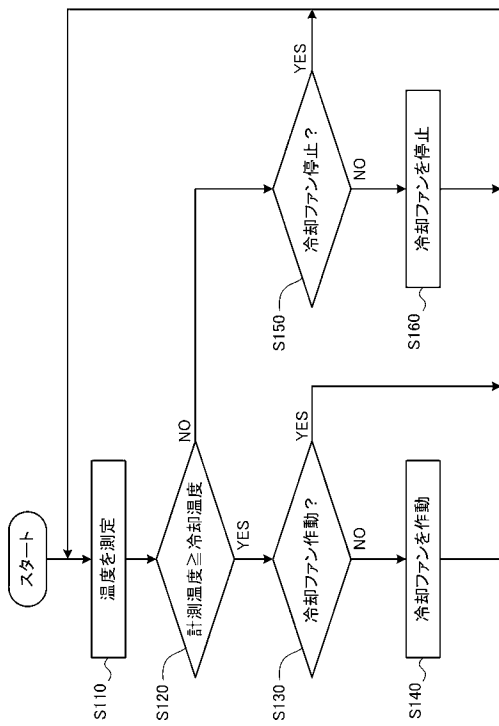 スタート
温度を測定
S110
計測温度≧冷却温度
S120
NO
YES
冷却ファン作動？
S130
YES
NO
冷却ファンを作動
S140
冷却ファン停止？
S150
YES
NO
冷却ファンを停止
S160